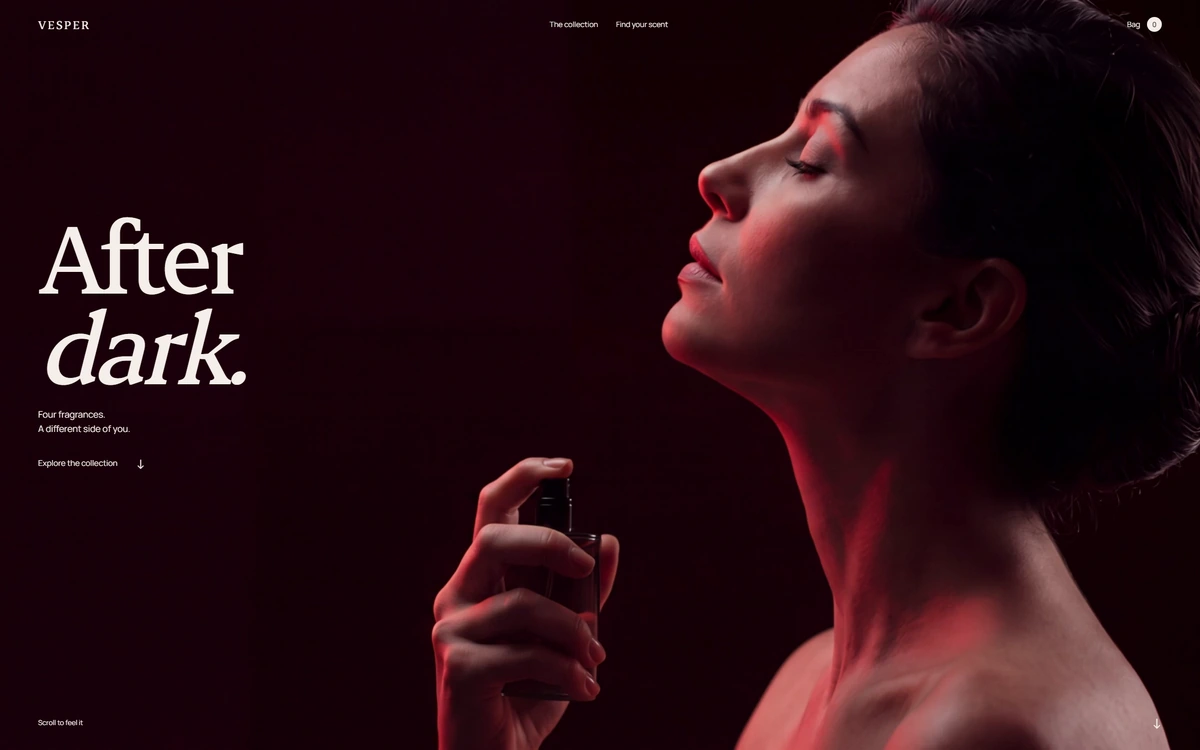 VESPER
The collection
Find your scent
Bag 0
After
dark.
Four fragrances.
A different side of you.
Explore the collection ↓
Scroll to feel it ↓